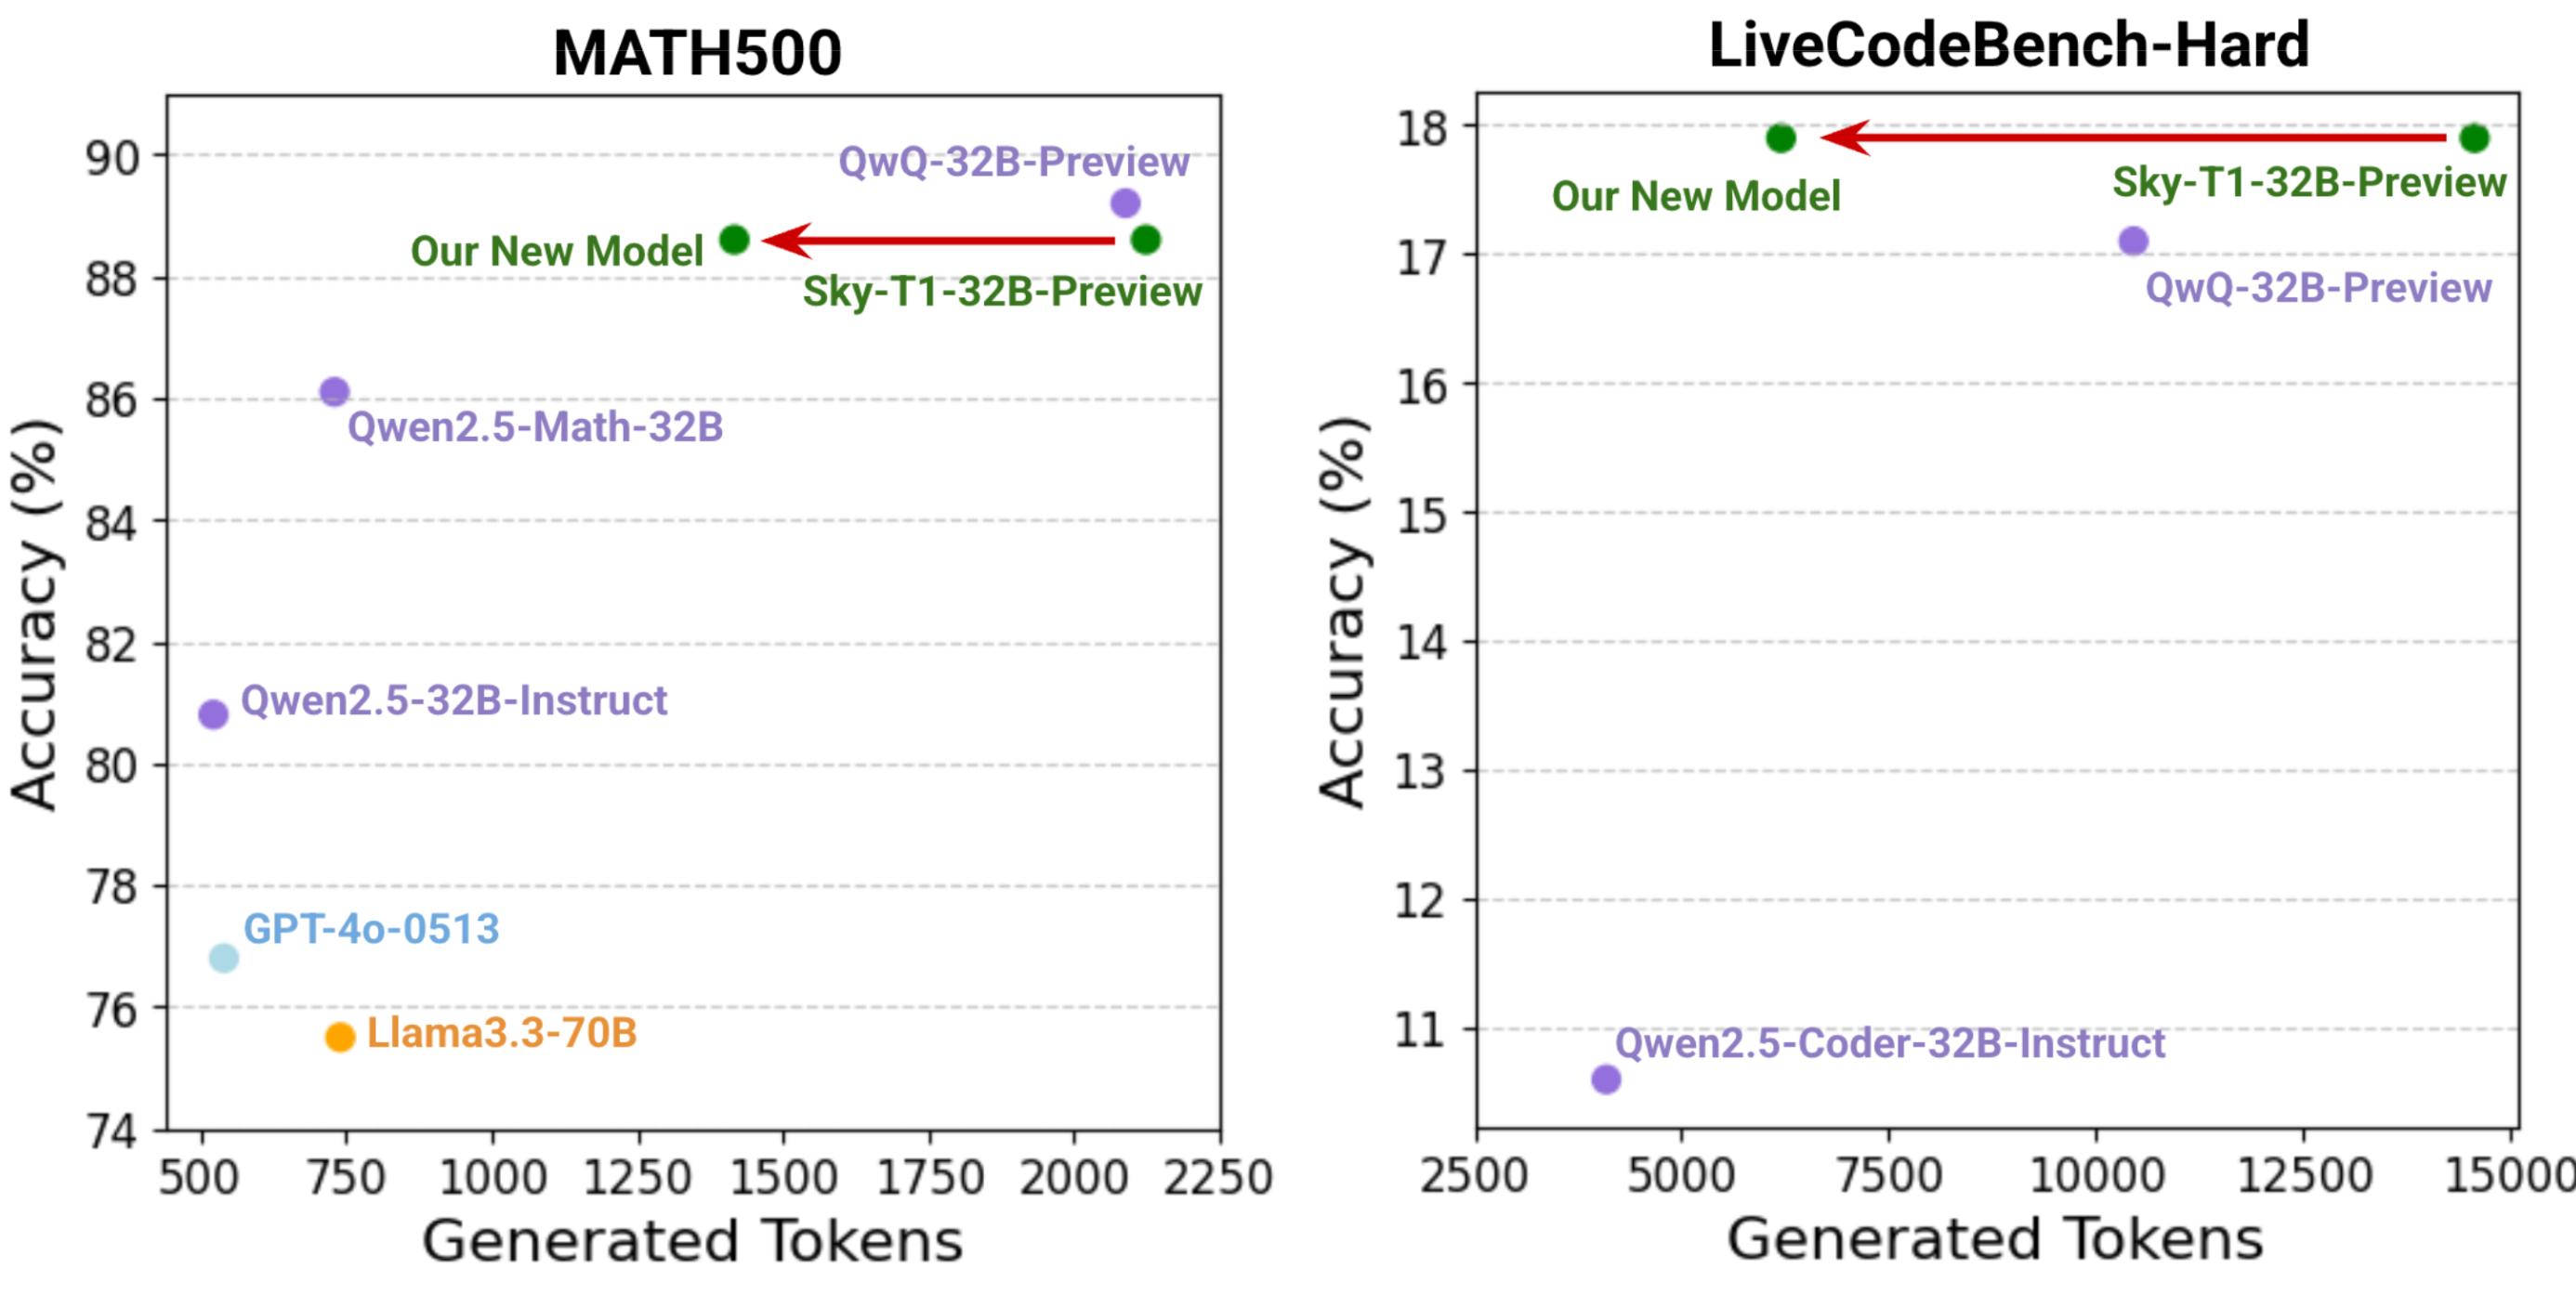 MATH500
90
88
86
84
82
80
78
76
74
Accuracy (%)
QwQ-32B-Preview
Our New Model
Sky-T1-32B-Preview
Qwen2.5-Math-32B
Qwen2.5-32B-Instruct
GPT-4o-0513
Llama3.3-70B
500 750 1000 1250 1500 1750 2000 2250
Generated Tokens
LiveCodeBench-Hard
18
17
16
15
14
13
12
11
Accuracy (%)
Sky-T1-32B-Preview
Our New Model
QwQ-32B-Preview
Qwen2.5-Coder-32B-Instruct
2500 5000 7500 10000 12500 15000
Generated Tokens